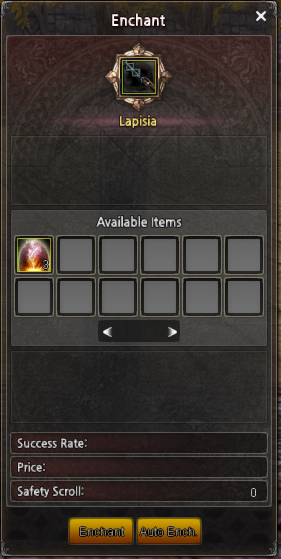 Enchant
Lapisia
Available Items
3
Success Rate:
Price:
Safety Scroll: 0
Enchant Auto Ench.